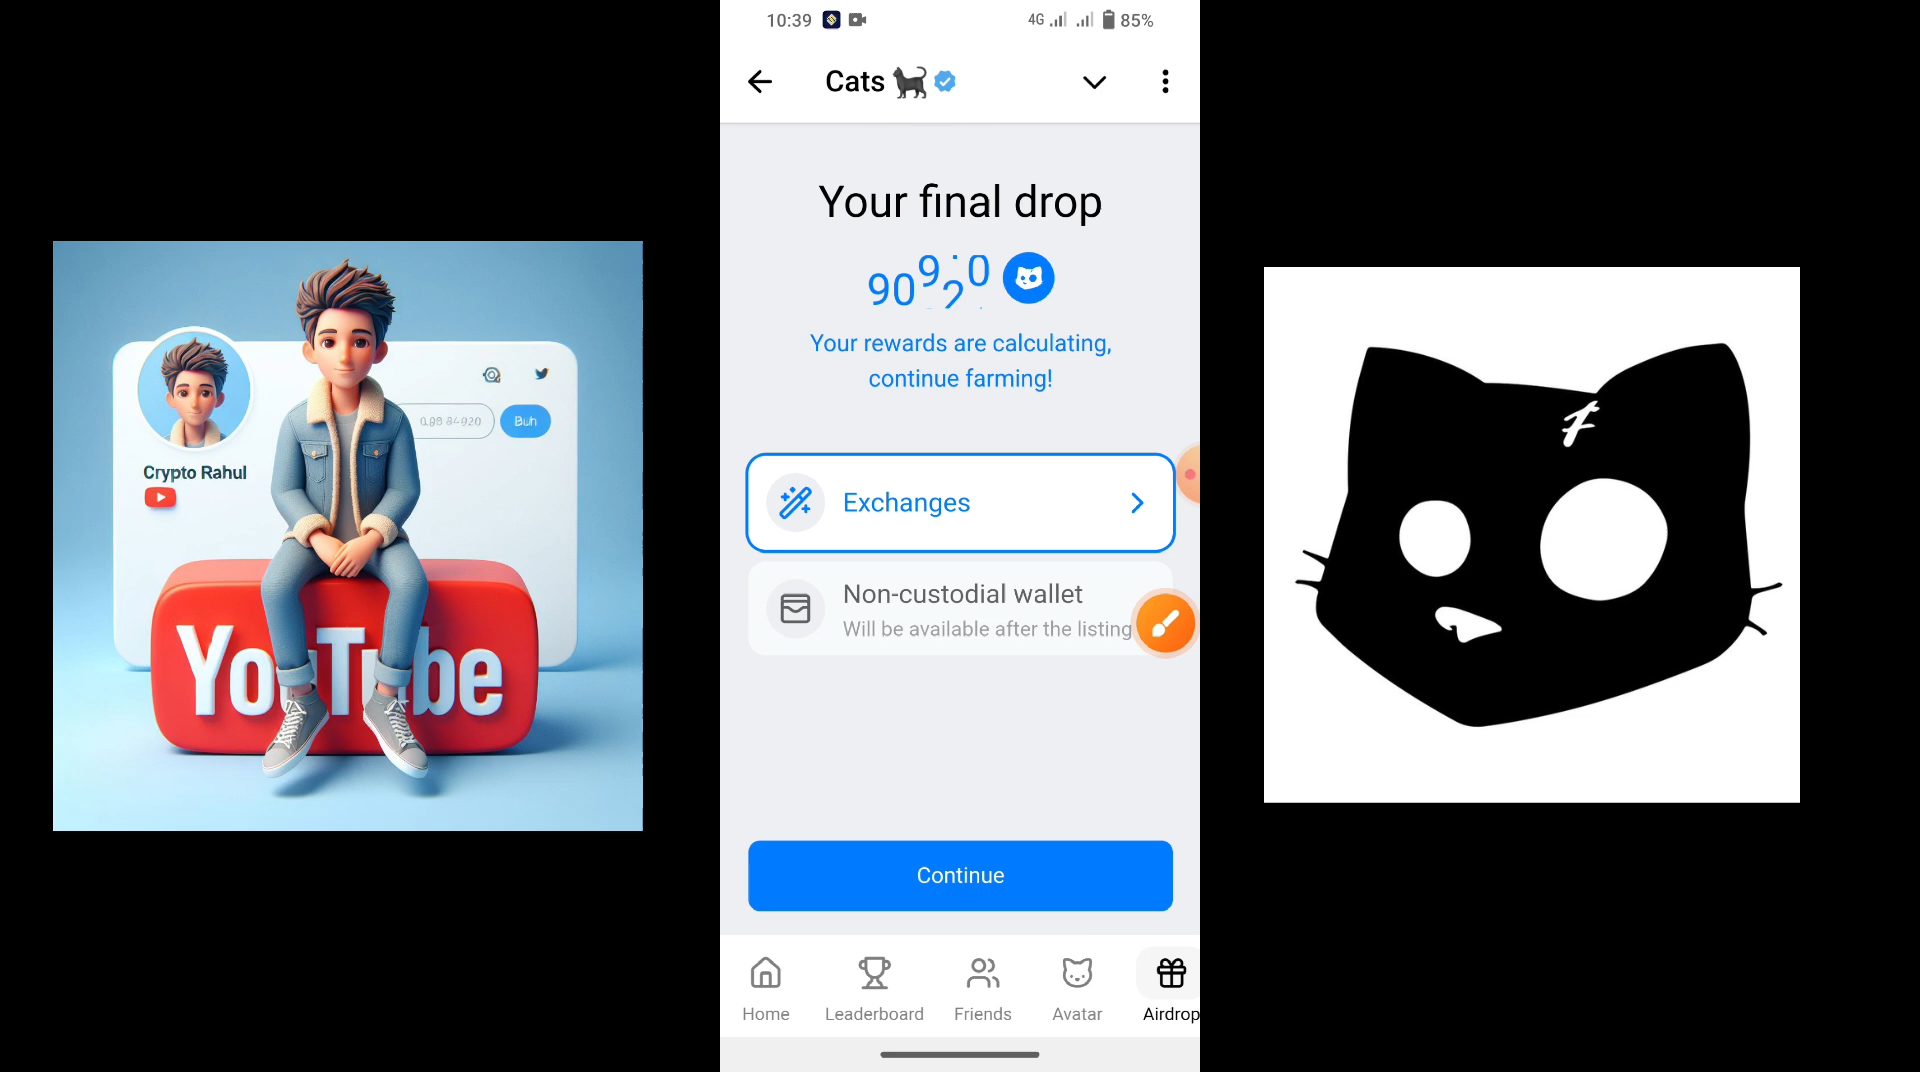 10:39
4G
85%
Cats
Your final drop
Your rewards are calculating,
continue farming!
Exchanges
Non-custodial wallet
Will be available after the listing
Continue
Home
Leaderboard
Friends
Avatar
Airdrop
Crypto Rahul
Buh
YouTube